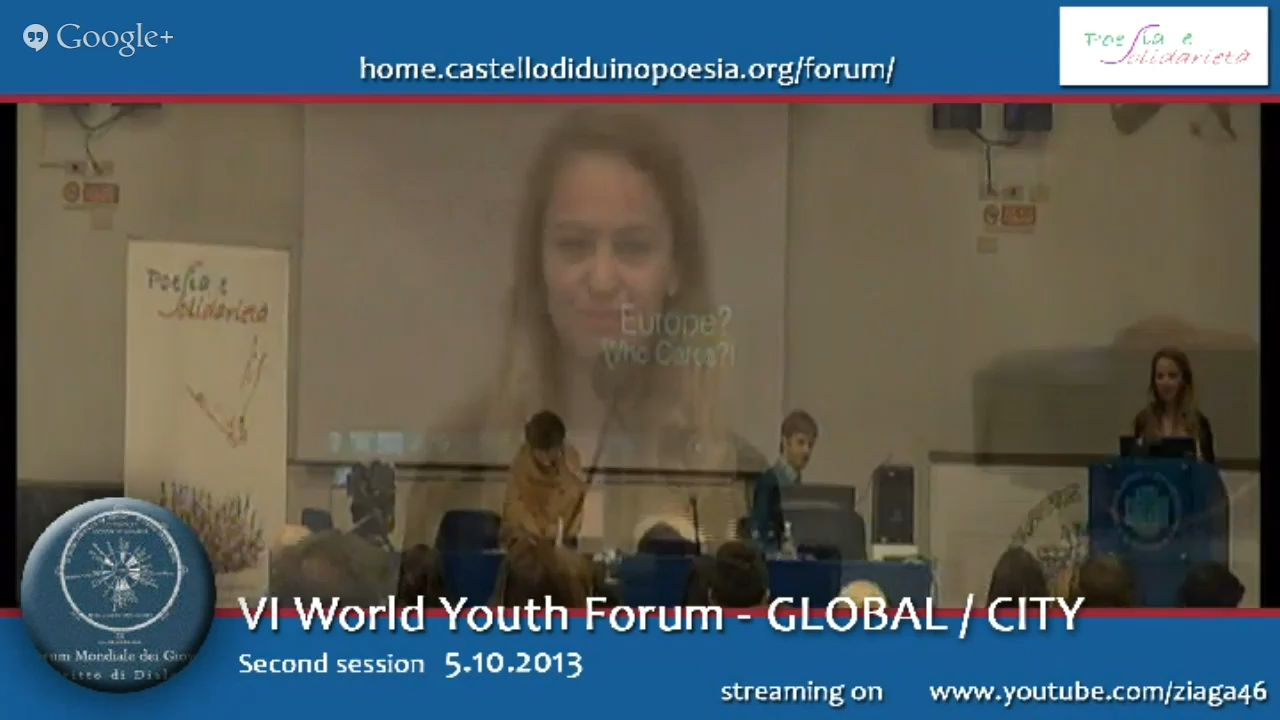 Google+
home.castellodiduinopoesia.org/forum/
Poesia e
Solidarietà
Poesia e
Solidarietà
Europe?
(Who Cares?)
VI World Youth Forum - GLOBAL / CITY
Second session 5.10.2013
streaming on www.youtube.com/ziaga46